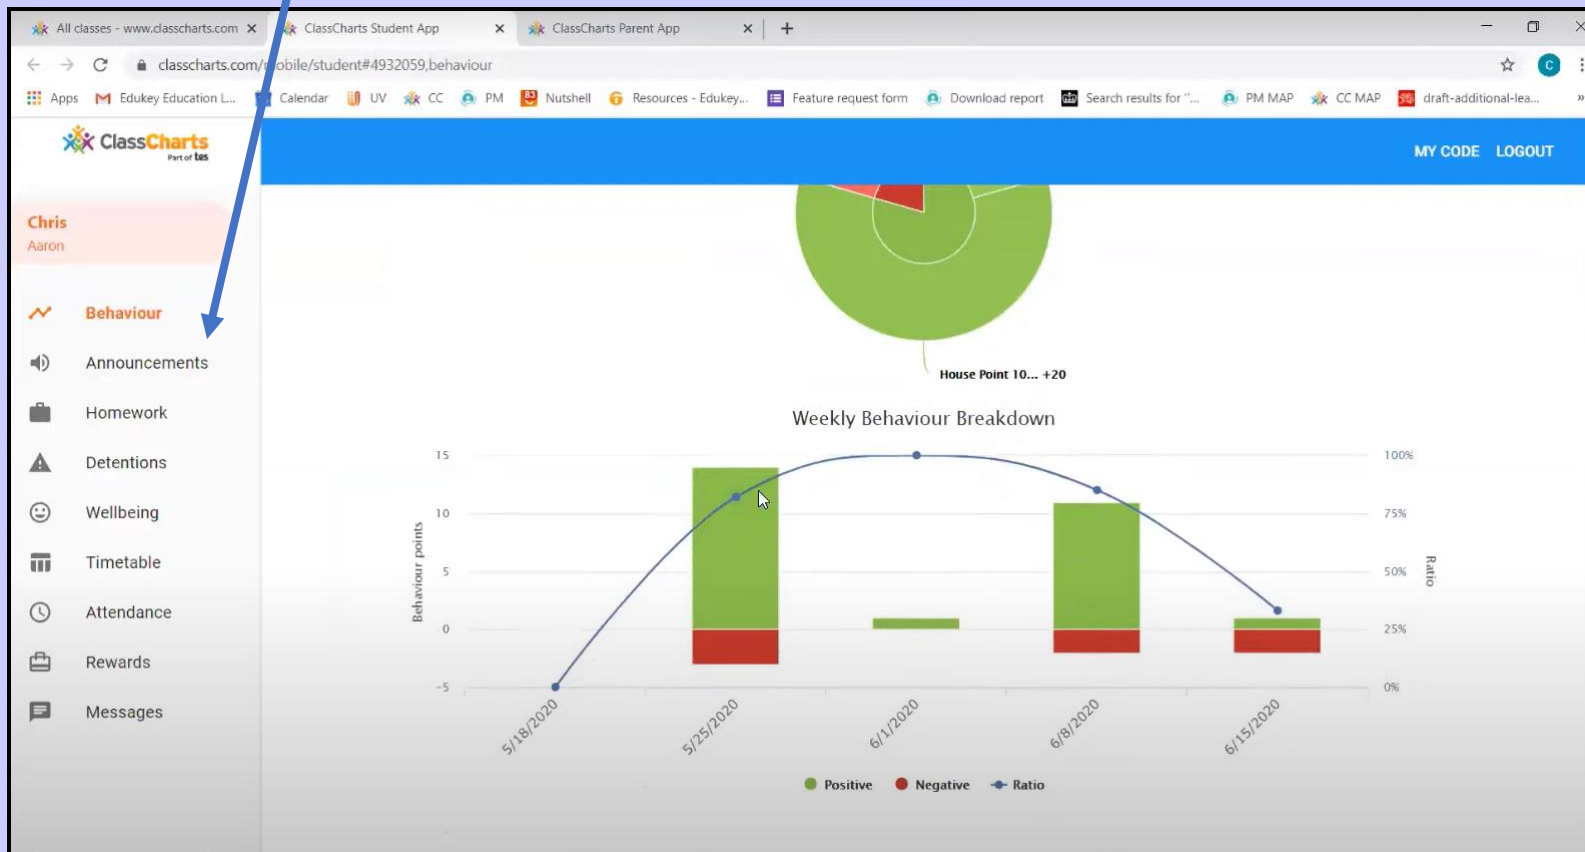 All classes - www.classcharts.com
ClassCharts Student App
ClassCharts Parent App
classcharts.com/mobile/student#4932059,behaviour
Apps
Edukey Education L...
Calendar
UV
CC
PM
Nutshell
Resources - Edukey...
Feature request form
Download report
Search results for "...
PM MAP
CC MAP
draft-additional-lea...
ClassCharts
Part of tes
MY CODE LOGOUT
Chris
Aaron
Behaviour
Announcements
Homework
Detentions
Wellbeing
Timetable
Attendance
Rewards
Messages
House Point 10... +20
Weekly Behaviour Breakdown
15
10
5
0
-5
Behaviour points
100%
75%
50%
25%
0%
Ratio
5/18/2020
5/25/2020
6/1/2020
6/8/2020
6/15/2020
Positive
Negative
Ratio